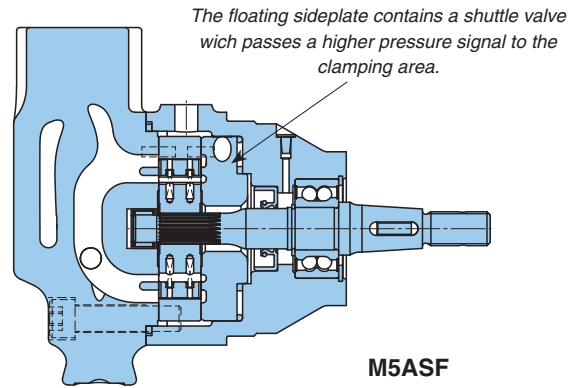 The floating sideplate contains a shuttle valve
wich passes a higher pressure signal to the
clamping area.
M5ASF